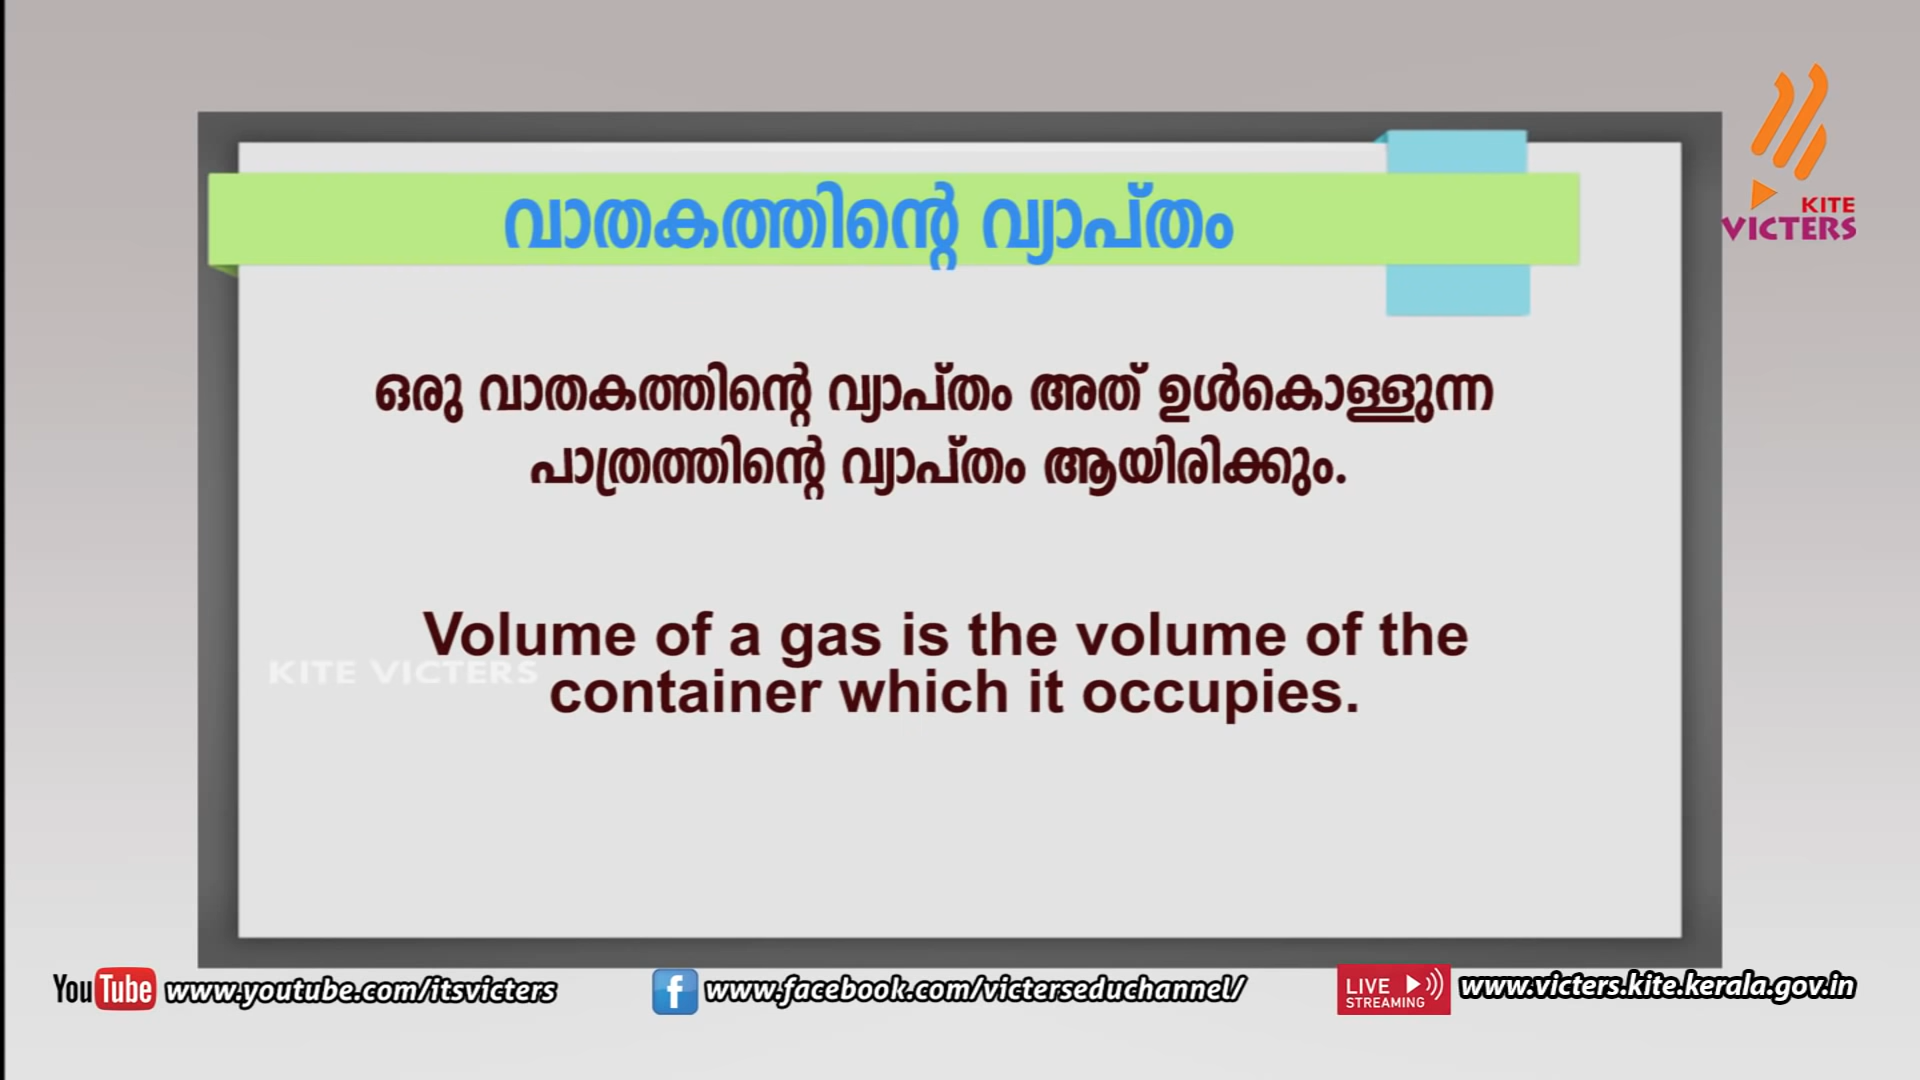 വാതകത്തിന്റെ വ്യാപ്തം
KITE
VICTERS
ഒരു വാതകത്തിന്റെ വ്യാപ്തം അത് ഉൾകൊള്ളുന്ന
പാത്രത്തിന്റെ വ്യാപ്തം ആയിരിക്കും.
Volume of a gas is the volume of the
KITE VICTERS
container which it occupies.
YouTube www.youtube.com/itsvicters
f www.facebook.com/victerseduchannel/
LIVE STREAMING www.victers.kite.kerala.gov.in